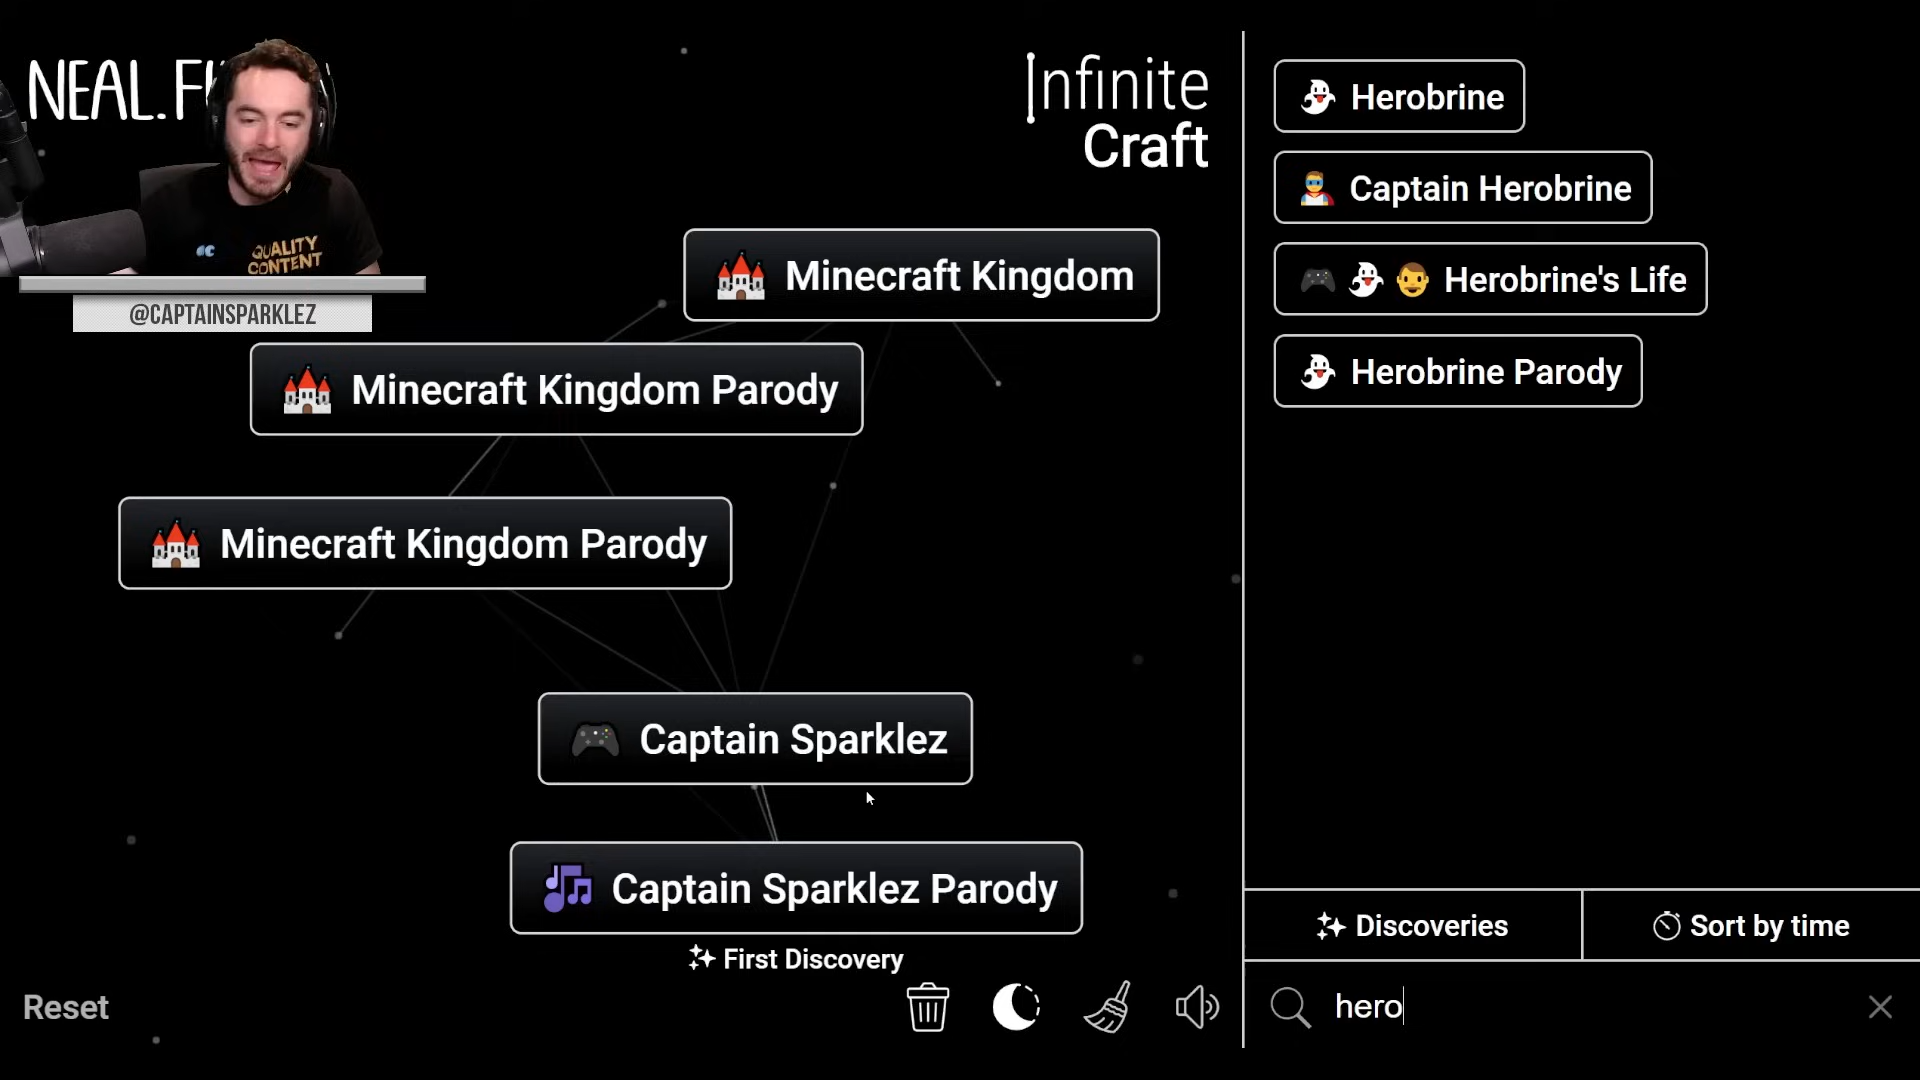 NEAL.F
Infinite
Craft
QUALITY
CONTENT
@CAPTAINSPARKLEZ
Minecraft Kingdom
Minecraft Kingdom Parody
Minecraft Kingdom Parody
Captain Sparklez
Captain Sparklez Parody
First Discovery
Reset
Herobrine
Captain Herobrine
Herobrine's Life
Herobrine Parody
Discoveries
Sort by time
hero